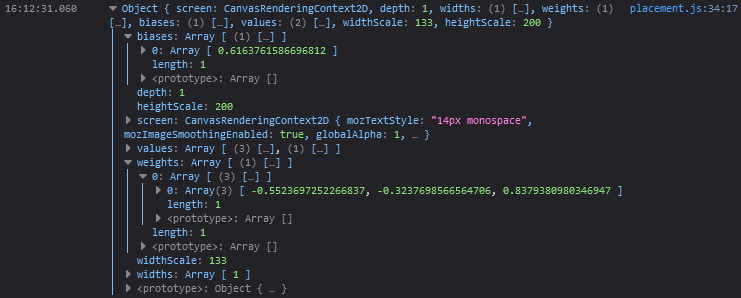 16:12:31.060 ▼ Object { screen: CanvasRenderingContext2D, depth: 1, widths: (1) […], weights: (1) placement.js:34:17
[…], biases: (1) […], values: (2) […], widthScale: 133, heightScale: 200 }
▼ biases: Array [ (1) […] ]
▶ 0: Array [ 0.6163761586696812 ]
length: 1
▶ <prototype>: Array []
depth: 1
heightScale: 200
▶ screen: CanvasRenderingContext2D { mozTextStyle: "14px monospace",
mozImageSmoothingEnabled: true, globalAlpha: 1, … }
▶ values: Array [ (3) […], (1) […] ]
▼ weights: Array [ (1) […] ]
▼ 0: Array [ (3) […] ]
▶ 0: Array(3) [ -0.5523697252266837, -0.3237698566564706, 0.8379380980346947 ]
length: 1
▶ <prototype>: Array []
length: 1
▶ <prototype>: Array []
widthScale: 133
▶ widths: Array [ 1 ]
▶ <prototype>: Object { … }